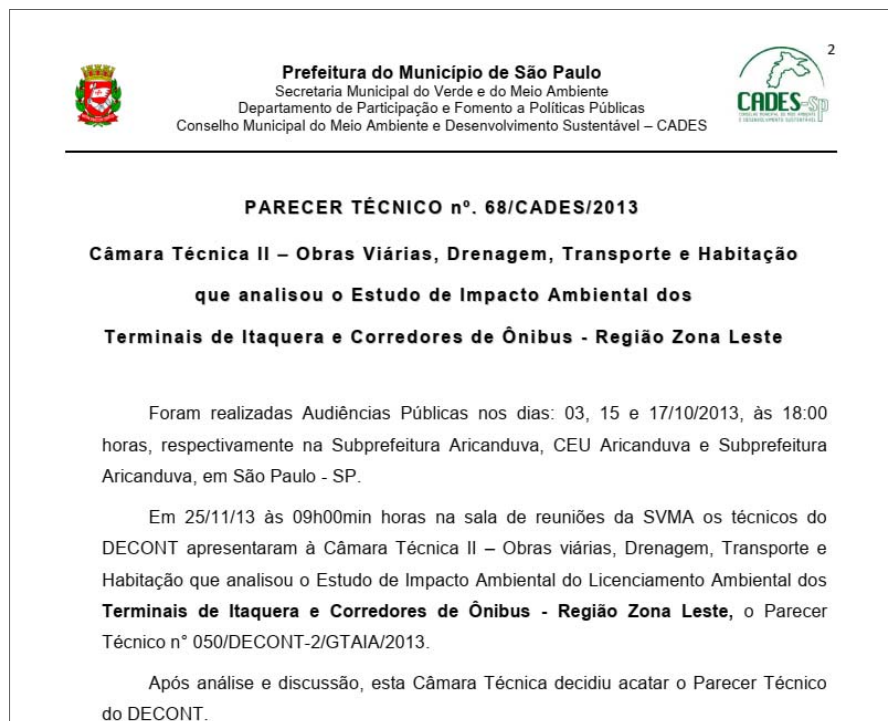 2
Prefeitura do Município de São Paulo
Secretaria Municipal do Verde e do Meio Ambiente
Departamento de Participação e Fomento a Políticas Públicas
Conselho Municipal do Meio Ambiente e Desenvolvimento Sustentável – CADES
CADES-Sp
CONSELHO MUNICIPAL DO MEIO AMBIENTE
E DESENVOLVIMENTO SUSTENTÁVEL
PARECER TÉCNICO nº. 68/CADES/2013
Câmara Técnica II – Obras Viárias, Drenagem, Transporte e Habitação
que analisou o Estudo de Impacto Ambiental dos
Terminais de Itaquera e Corredores de Ônibus - Região Zona Leste
Foram realizadas Audiências Públicas nos dias: 03, 15 e 17/10/2013, às 18:00
horas, respectivamente na Subprefeitura Aricanduva, CEU Aricanduva e Subprefeitura
Aricanduva, em São Paulo - SP.
Em 25/11/13 às 09h00min horas na sala de reuniões da SVMA os técnicos do
DECONT apresentaram à Câmara Técnica II – Obras viárias, Drenagem, Transporte e
Habitação que analisou o Estudo de Impacto Ambiental do Licenciamento Ambiental dos
Terminais de Itaquera e Corredores de Ônibus - Região Zona Leste, o Parecer
Técnico n° 050/DECONT-2/GTAIA/2013.
Após análise e discussão, esta Câmara Técnica decidiu acatar o Parecer Técnico
do DECONT.